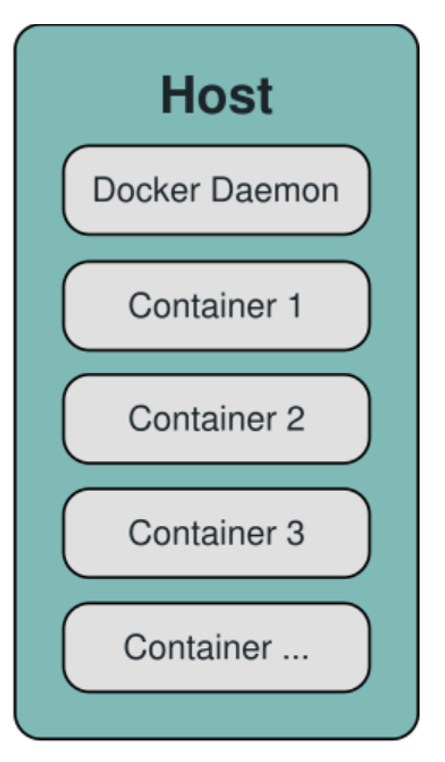 Host
Docker Daemon
Container 1
Container 2
Container 3
Container ...